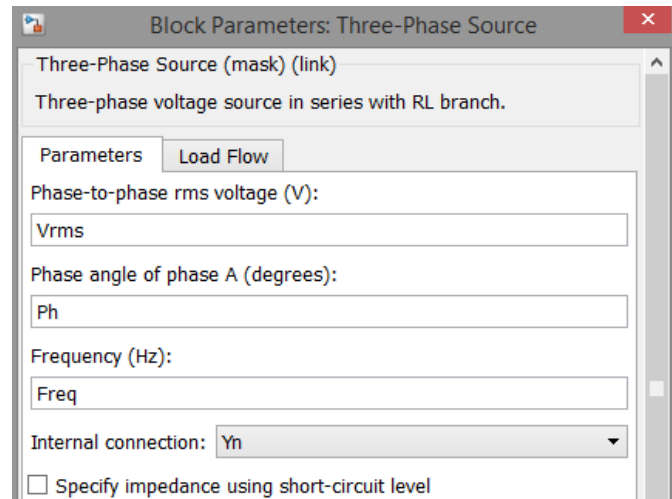 Block Parameters: Three-Phase Source
Three-Phase Source (mask) (link)
Three-phase voltage source in series with RL branch.
Parameters Load Flow
Phase-to-phase rms voltage (V):
Vrms
Phase angle of phase A (degrees):
Ph
Frequency (Hz):
Freq
Internal connection: Yn
Specify impedance using short-circuit level